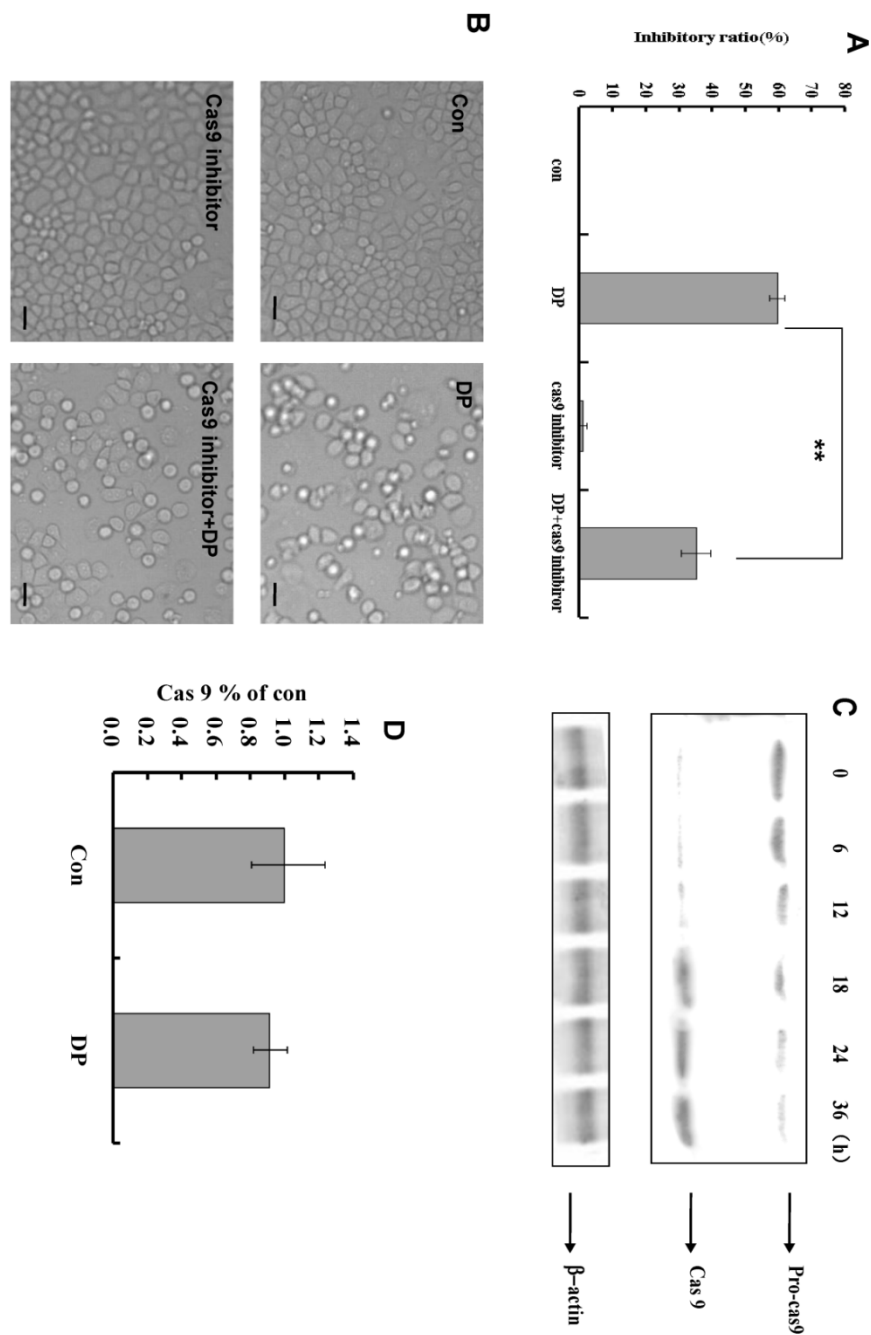 A
Inhibitory ratio(%)
80
70
60
50
40
30
20
10
0
con
DP
cas9 inhibitor
DP+cas9 inhibiror
**
B
Con
DP
Cas9 inhibitor
Cas9 inhibitor+DP
C
0 6 12 18 24 36 (h)
Pro-cas9
Cas 9
β-actin
D
Cas 9 % of con
1.4
1.2
1.0
0.8
0.6
0.4
0.2
0.0
Con
DP